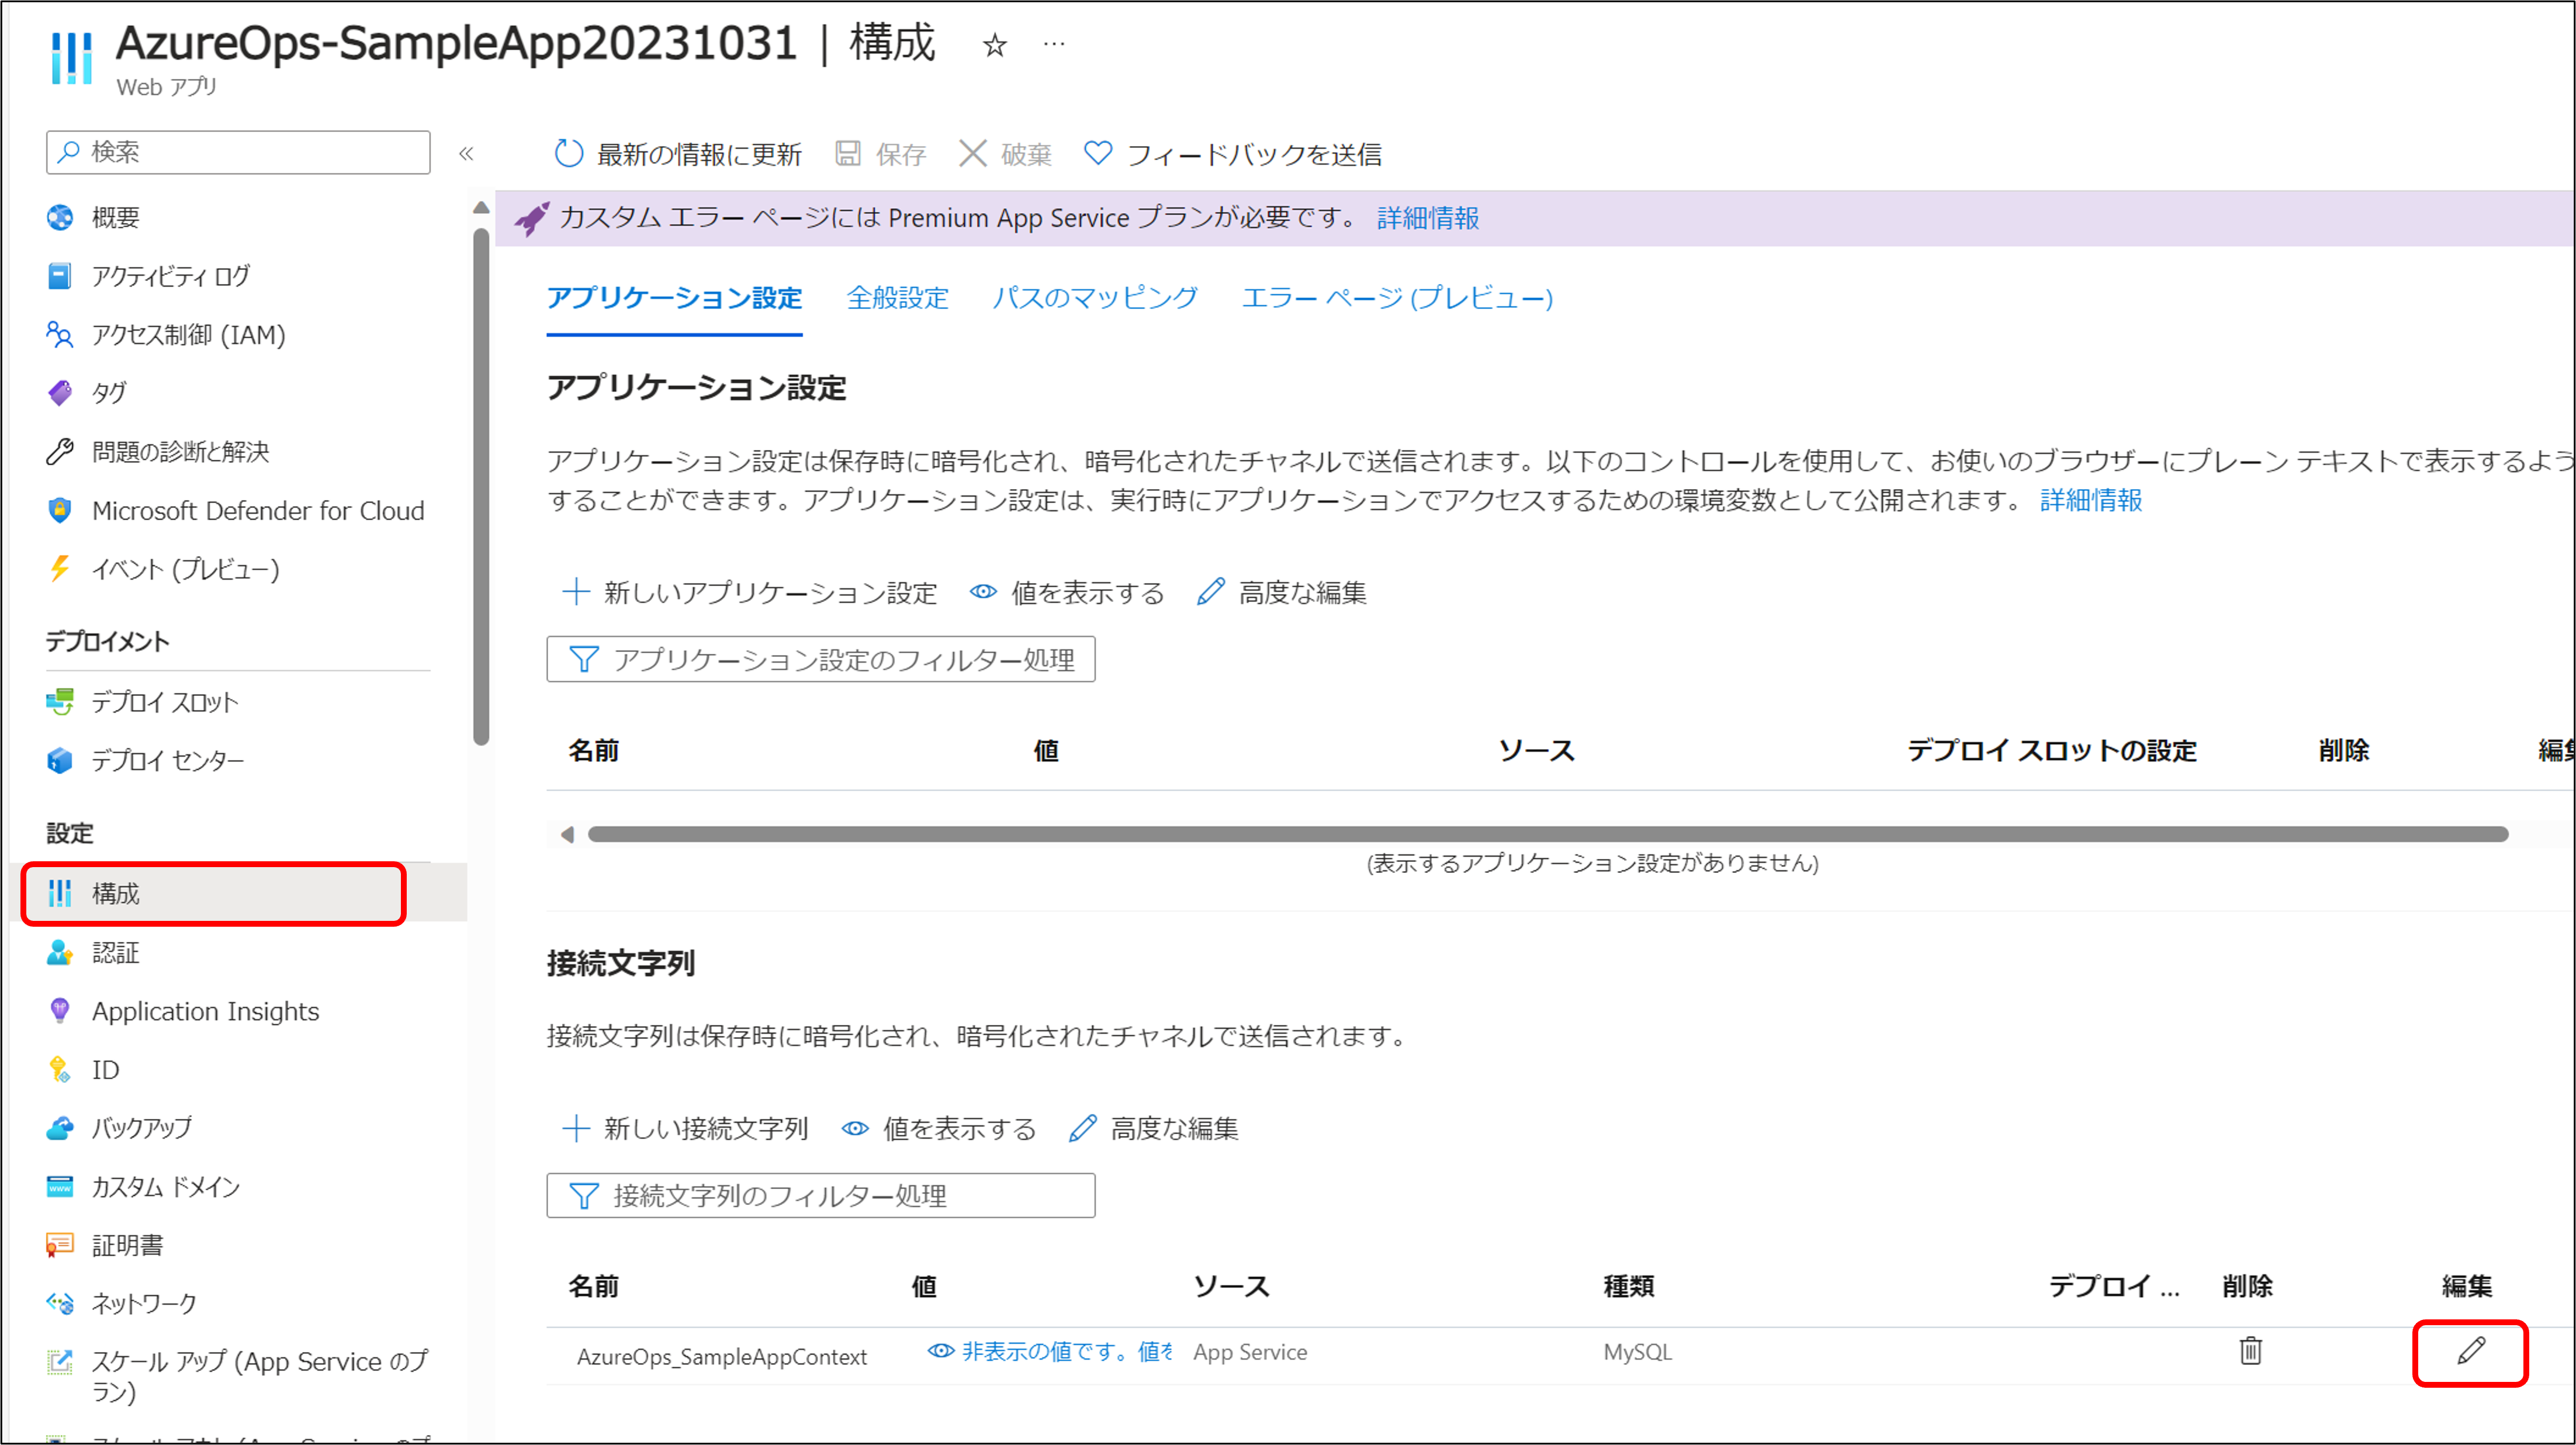 AzureOps-SampleApp20231031 | 構成 ☆ …
Web アプリ
検索
«
最新の情報に更新 保存 破棄 フィードバックを送信
概要
アクティビティ ログ
アクセス制御 (IAM)
タグ
問題の診断と解決
Microsoft Defender for Cloud
イベント (プレビュー)
デプロイメント
デプロイ スロット
デプロイ センター
設定
構成
認証
Application Insights
ID
バックアップ
カスタム ドメイン
証明書
ネットワーク
スケール アップ (App Service のプ
ラン)
カスタム エラー ページには Premium App Service プランが必要です。 詳細情報
アプリケーション設定 全般設定 パスのマッピング エラー ページ (プレビュー)
アプリケーション設定
アプリケーション設定は保存時に暗号化され、暗号化されたチャネルで送信されます。以下のコントロールを使用して、お使いのブラウザーにプレーン テキストで表示するよう
することができます。アプリケーション設定は、実行時にアプリケーションでアクセスするための環境変数として公開されます。 詳細情報
新しいアプリケーション設定 値を表示する 高度な編集
アプリケーション設定のフィルター処理
名前 値 ソース デプロイ スロットの設定 削除 編集
(表示するアプリケーション設定がありません)
接続文字列
接続文字列は保存時に暗号化され、暗号化されたチャネルで送信されます。
新しい接続文字列 値を表示する 高度な編集
接続文字列のフィルター処理
名前 値 ソース 種類 デプロイ ... 削除 編集
AzureOps_SampleAppContext 非表示の値です。値を App Service MySQL